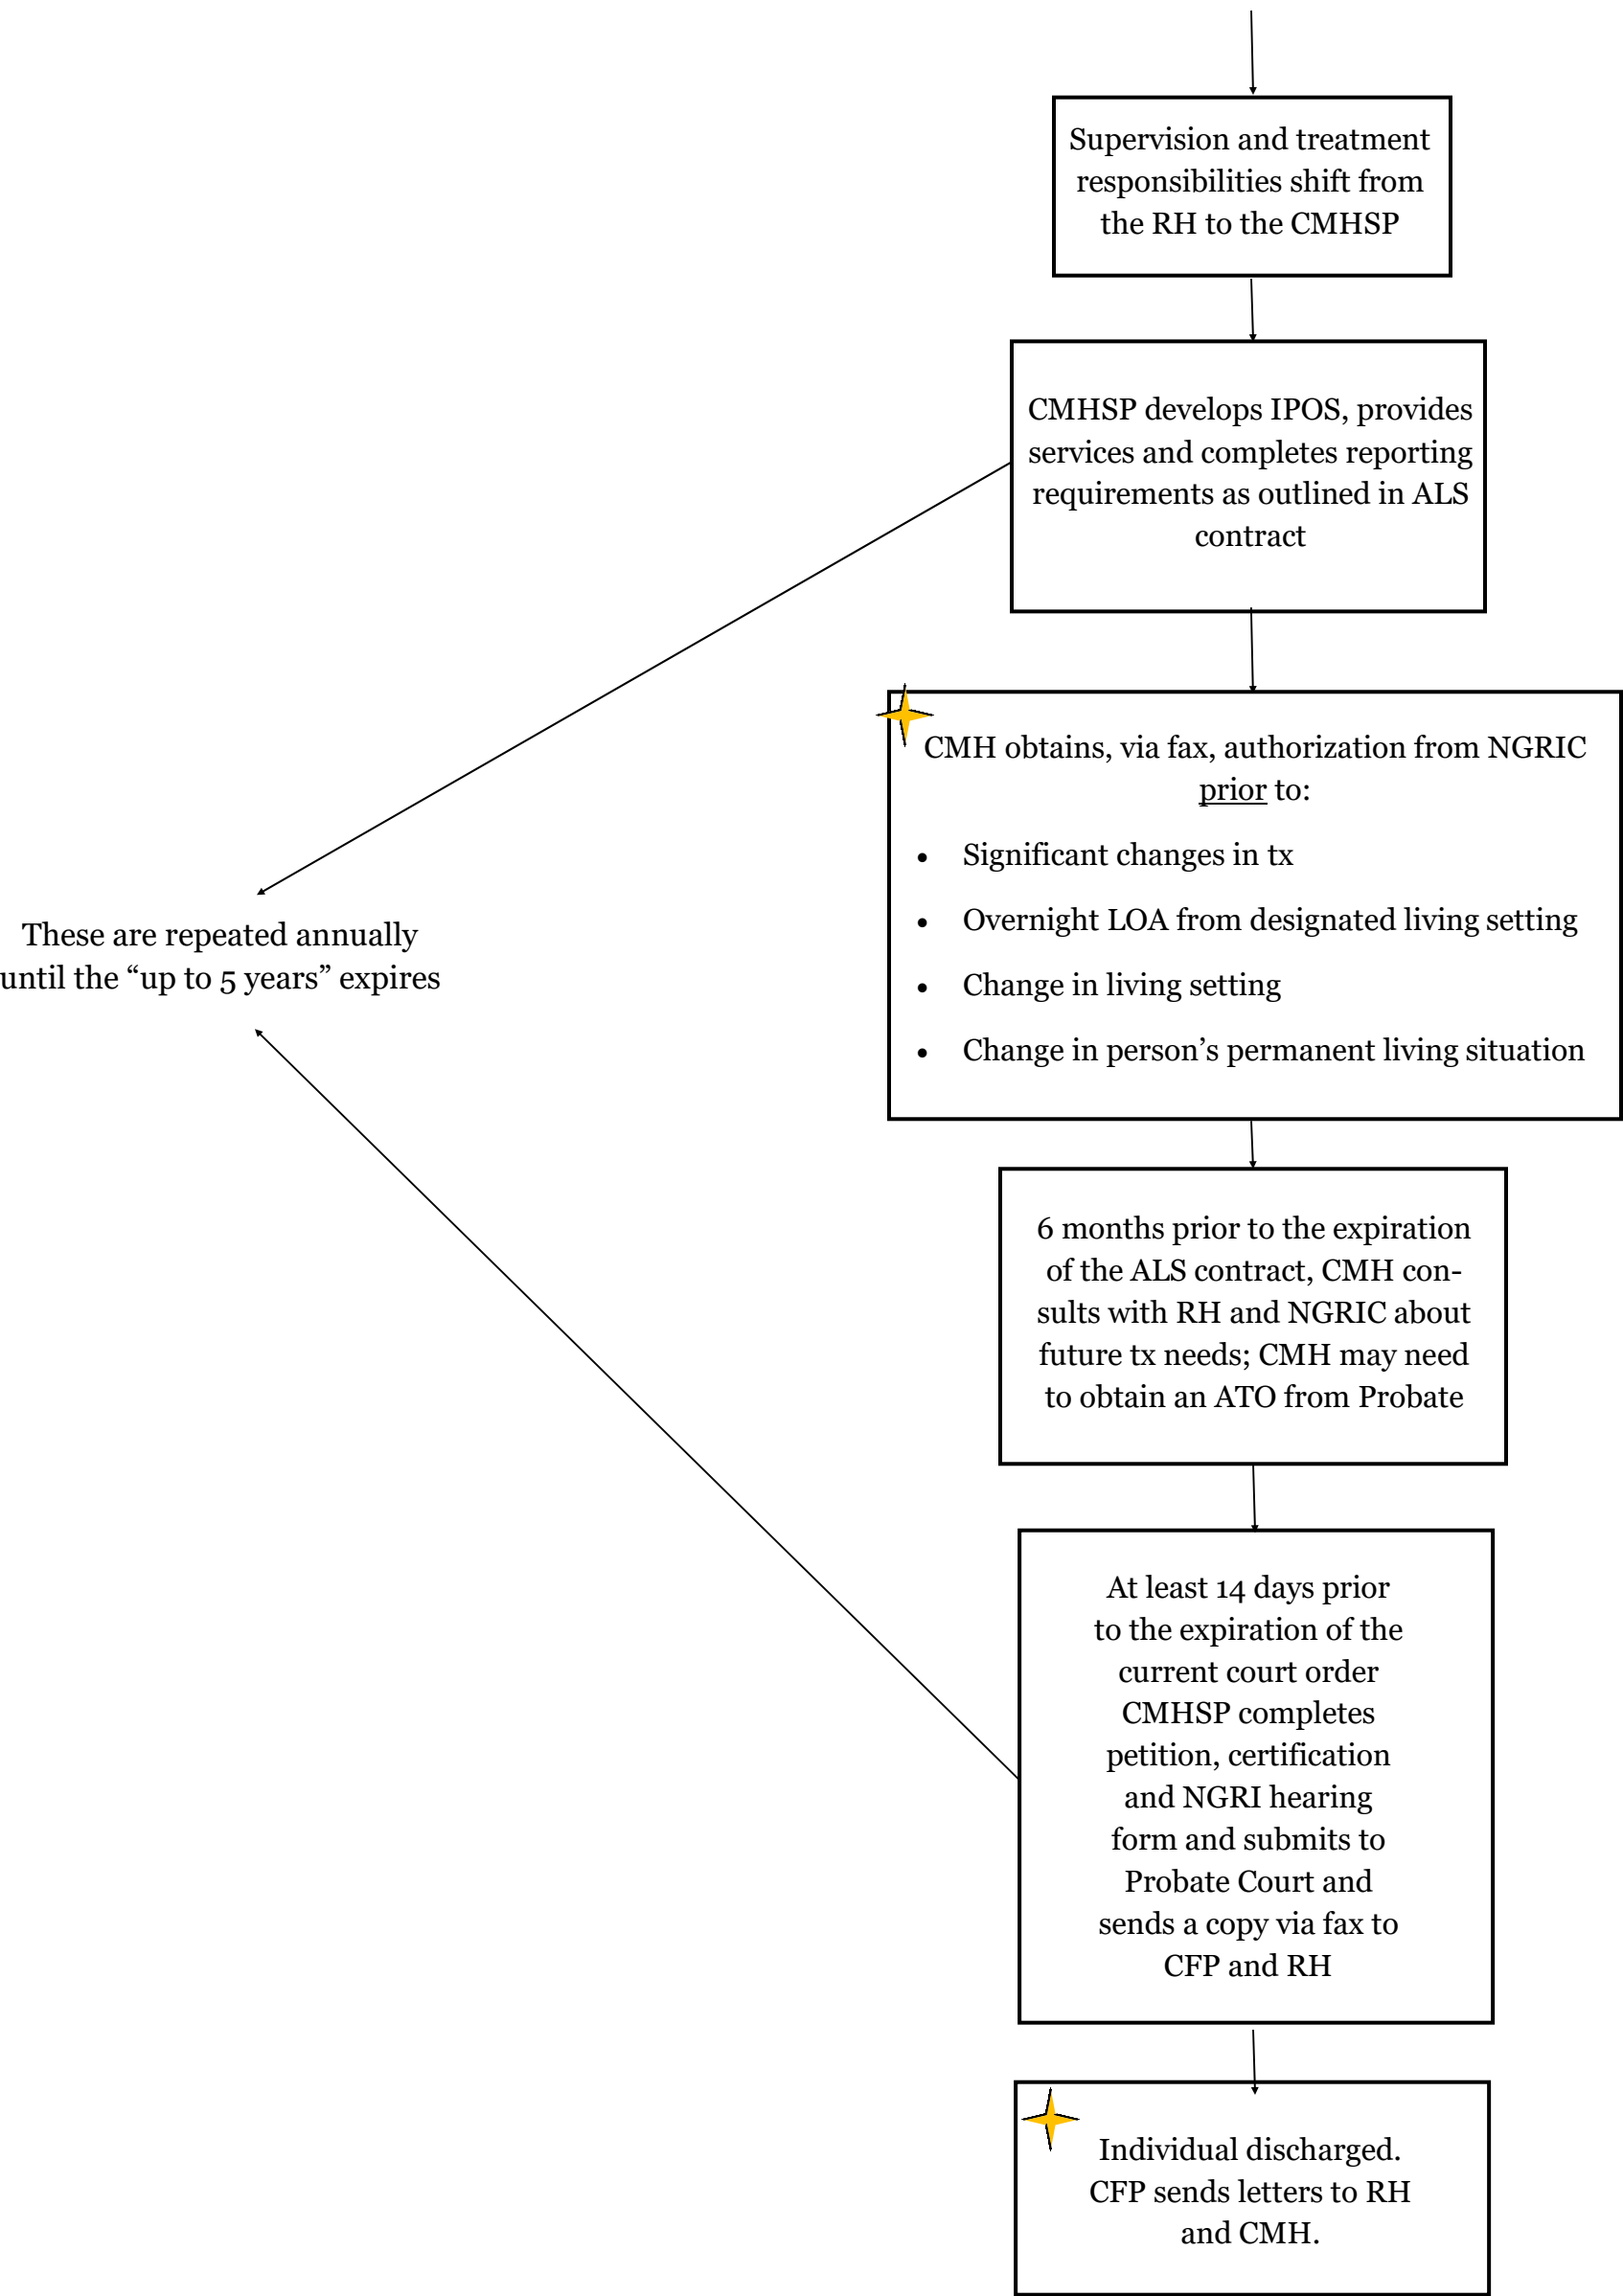 Supervision and treatment
responsibilities shift from
the RH to the CMHSP
CMHSP develops IPOS, provides
services and completes reporting
requirements as outlined in ALS
contract
CMH obtains, via fax, authorization from NGRIC
prior to:
• Significant changes in tx
• Overnight LOA from designated living setting
• Change in living setting
• Change in person’s permanent living situation
These are repeated annually
until the “up to 5 years” expires
6 months prior to the expiration
of the ALS contract, CMH con-
sults with RH and NGRIC about
future tx needs; CMH may need
to obtain an ATO from Probate
At least 14 days prior
to the expiration of the
current court order
CMHSP completes
petition, certification
and NGRI hearing
form and submits to
Probate Court and
sends a copy via fax to
CFP and RH
Individual discharged.
CFP sends letters to RH
and CMH.